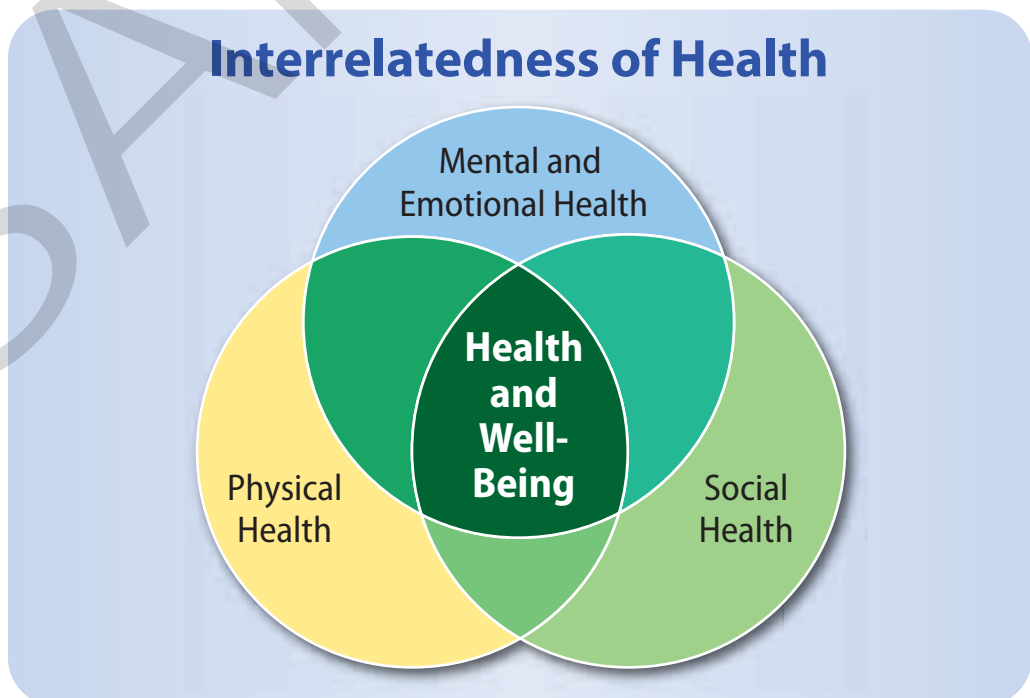 Interrelatedness of Health
Mental and
Emotional Health
Health
and
Well-
Being
Physical
Health
Social
Health